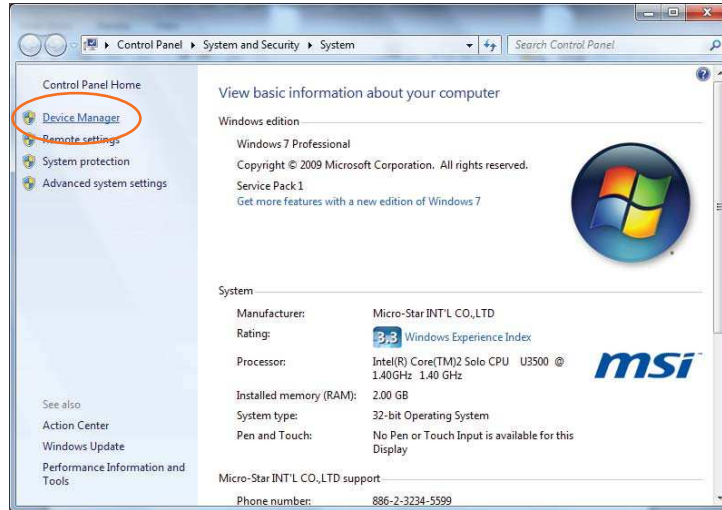 Control Panel ▸ System and Security ▸ System
Search Control Panel
Control Panel Home
Device Manager
Remote settings
System protection
Advanced system settings
See also
Action Center
Windows Update
Performance Information and
Tools
View basic information about your computer
Windows edition
Windows 7 Professional
Copyright © 2009 Microsoft Corporation. All rights reserved.
Service Pack 1
Get more features with a new edition of Windows 7
System
Manufacturer: Micro-Star INT'L CO.,LTD
Rating: 3.3 Windows Experience Index
Processor: Intel(R) Core(TM)2 Solo CPU U3500 @
1.40GHz 1.40 GHz
Installed memory (RAM): 2.00 GB
System type: 32-bit Operating System
Pen and Touch: No Pen or Touch Input is available for this
Display
msi
Micro-Star INT'L CO.,LTD support
Phone number: 886-2-3234-5599